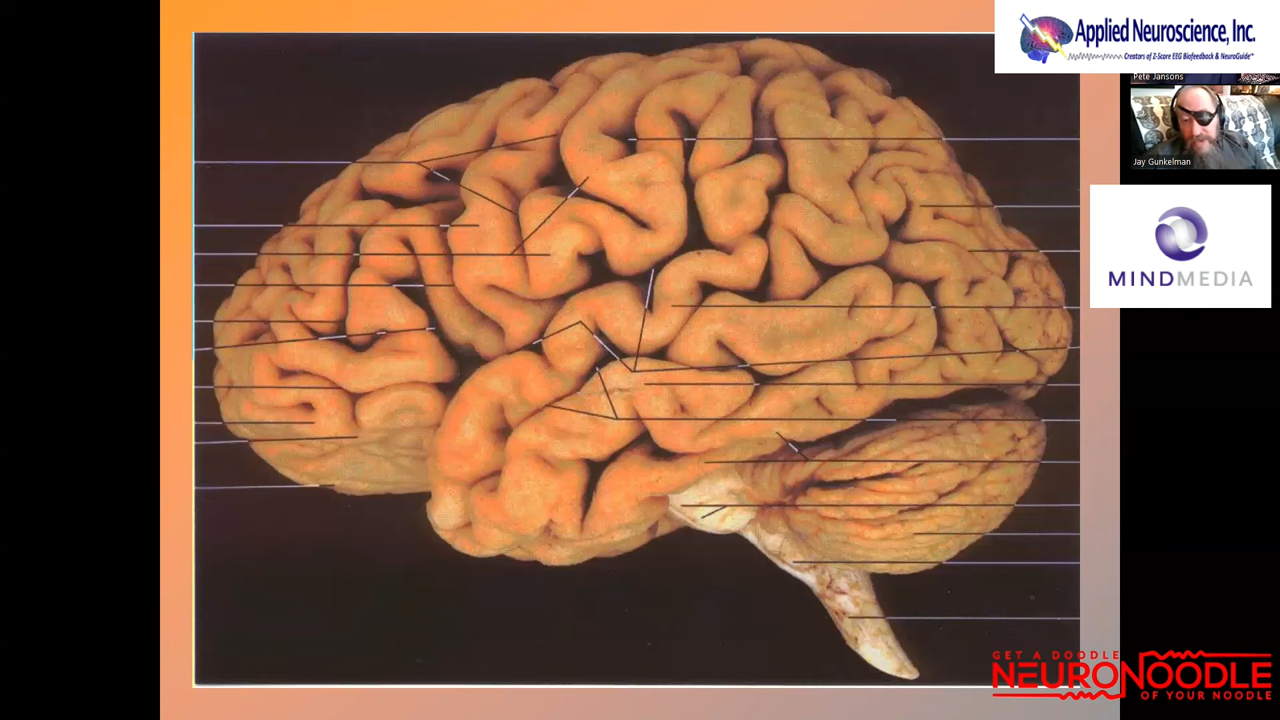 Applied Neuroscience, Inc.
Creators of Z-Score EEG Biofeedback & NeuroGuide™
Pete Jansons
Jay Gunkelman
MINDMEDIA
GET A DOODLE
NEURONOODLE
OF YOUR NOODLE